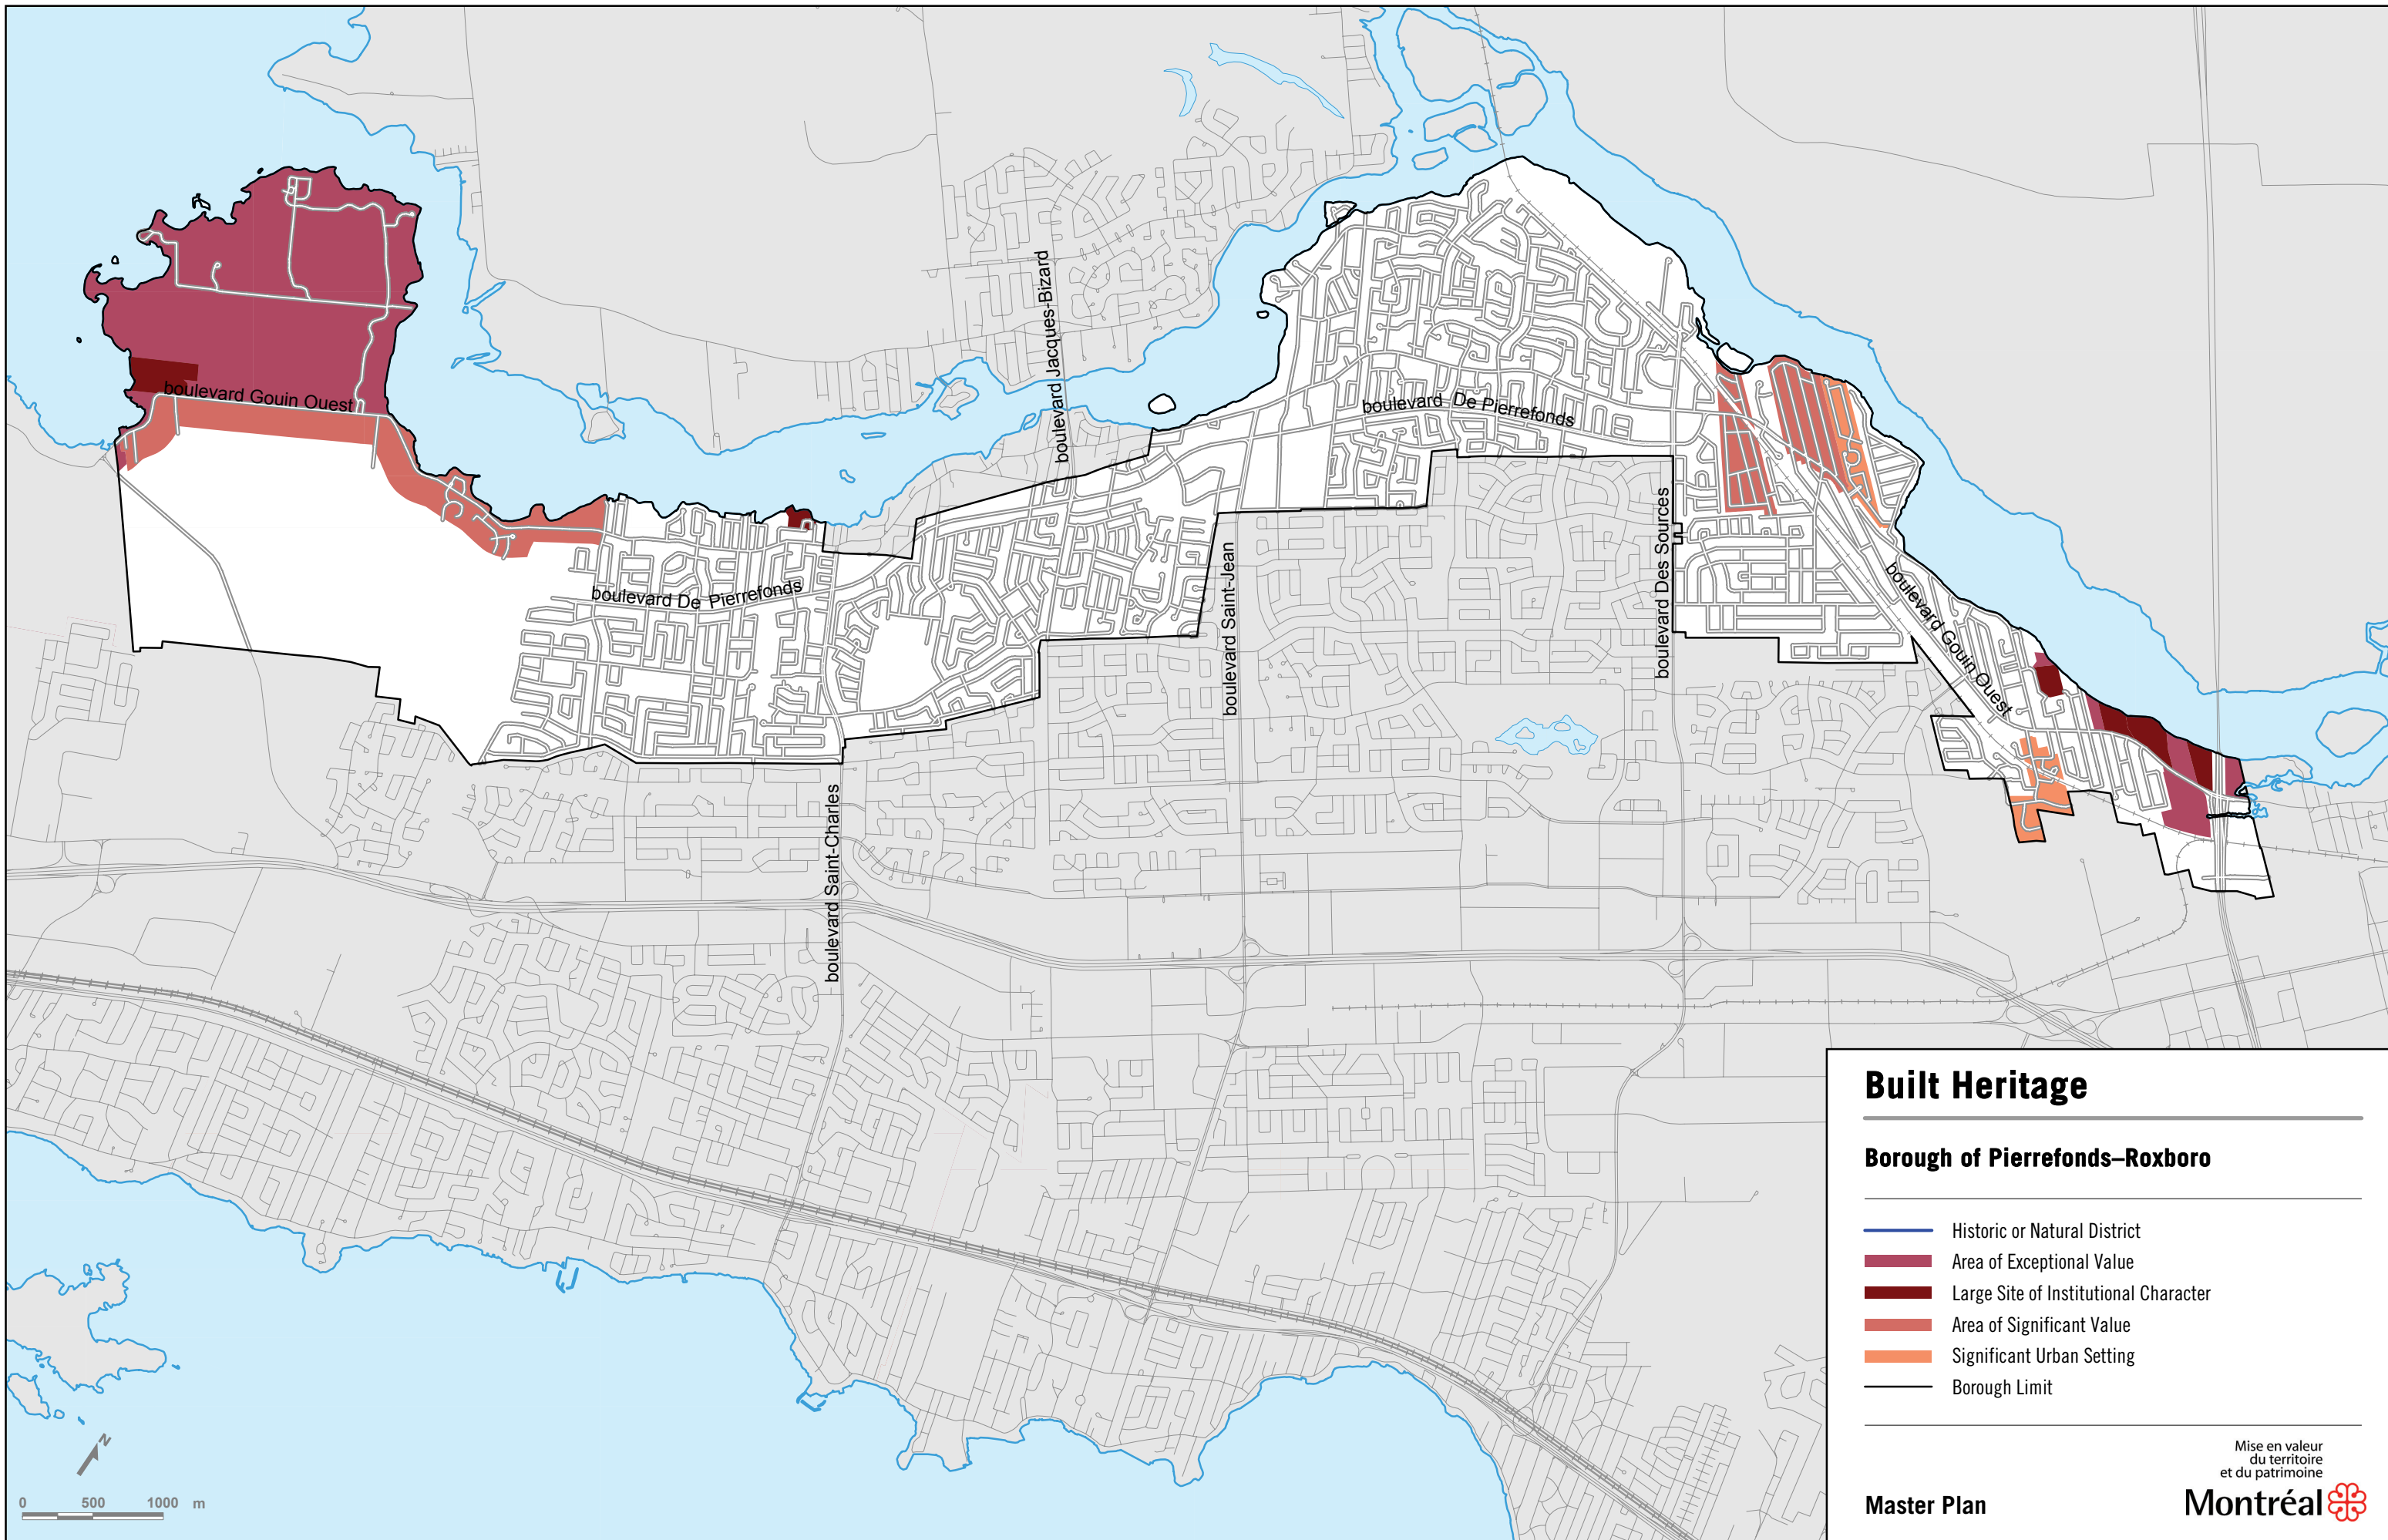 boulevard Jacques-Bizard
boulevard Gouin Ouest
boulevard De Pierrefonds
boulevard De Pierrefonds
boulevard Saint-Jean
boulevard Des Sources
boulevard Gouin Ouest
boulevard Saint-Charles
Built Heritage
Borough of Pierrefonds–Roxboro
Historic or Natural District
Area of Exceptional Value
Large Site of Institutional Character
Area of Significant Value
Significant Urban Setting
Borough Limit
Mise en valeur
du territoire
et du patrimoine
Master Plan
Montréal
N
0 500 1000 m